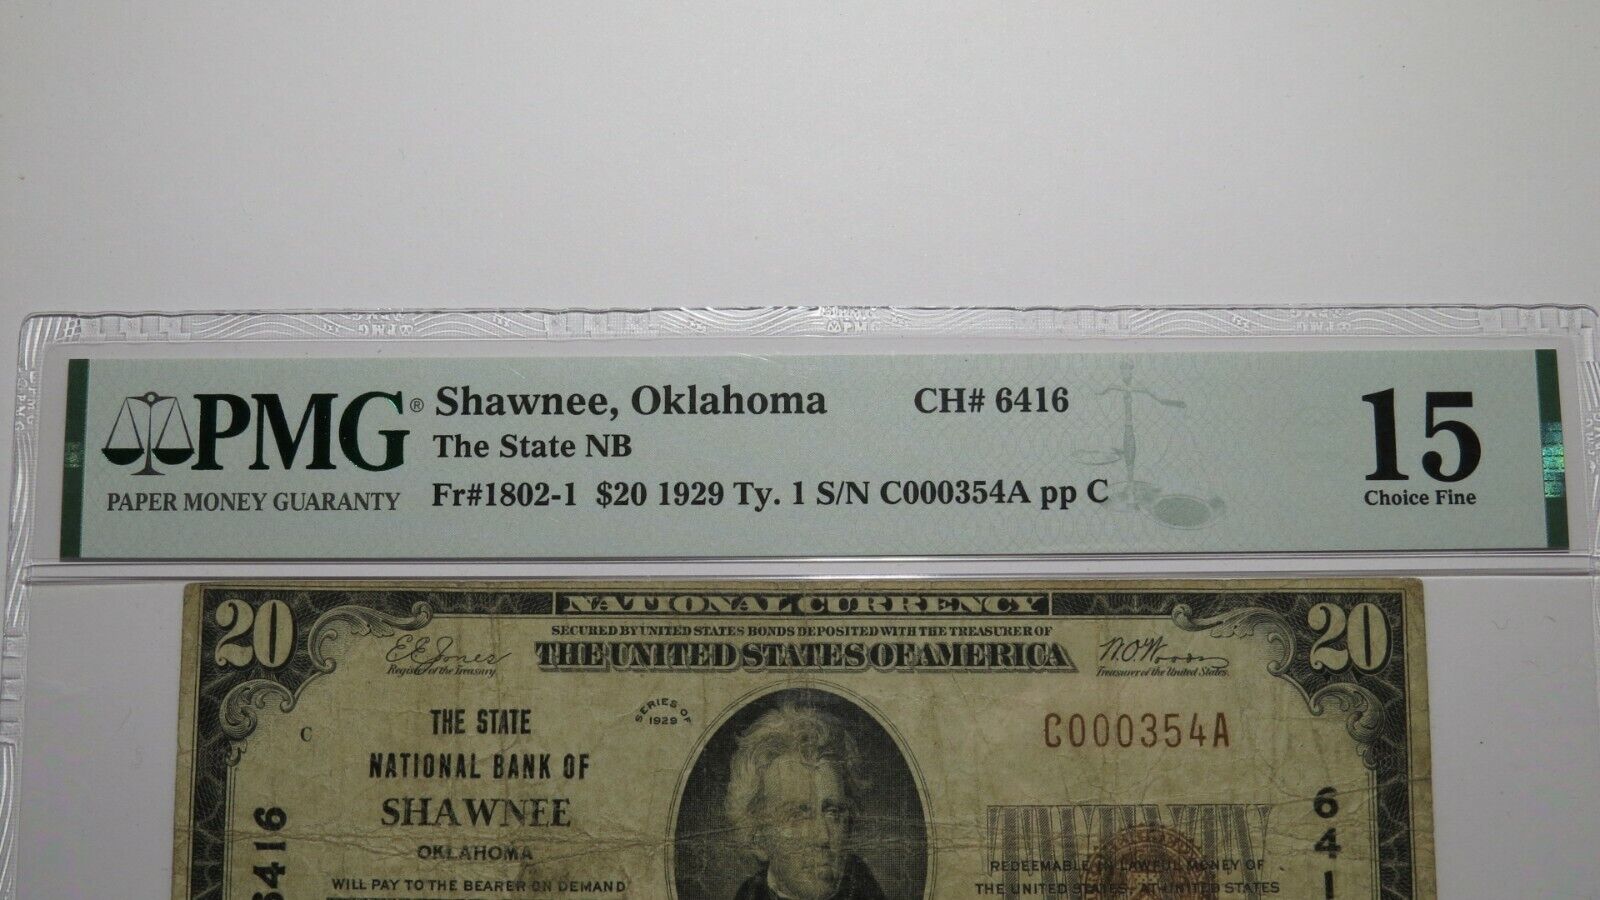 PMG® Shawnee, Oklahoma CH# 6416 15
The State NB
PAPER MONEY GUARANTY Fr#1802-1 $20 1929 Ty. 1 S/N C000354A pp C Choice Fine
20 NATIONAL CURRENCY 20
SECURED BY UNITED STATES BONDS DEPOSITED WITH THE TREASURER OF
E.E. Jones THE UNITED STATES OF AMERICA W.O. Woods
Register of the Treasury Treasurer of the United States.
C THE STATE SERIES OF 1929 C000354A
NATIONAL BANK OF
SHAWNEE
OKLAHOMA
6416
641
REDEEMABLE IN LAWFUL MONEY OF
WILL PAY TO THE BEARER ON DEMAND THE UNITED STATES, AT UNITED STATES